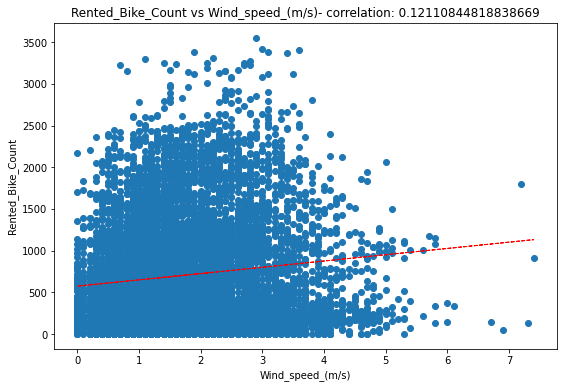 Rented_Bike_Count vs Wind_speed_(m/s)- correlation: 0.12110844818838669
3500
3000
2500
2000
1500
1000
500
0
Rented_Bike_Count
0 1 2 3 4 5 6 7
Wind_speed_(m/s)